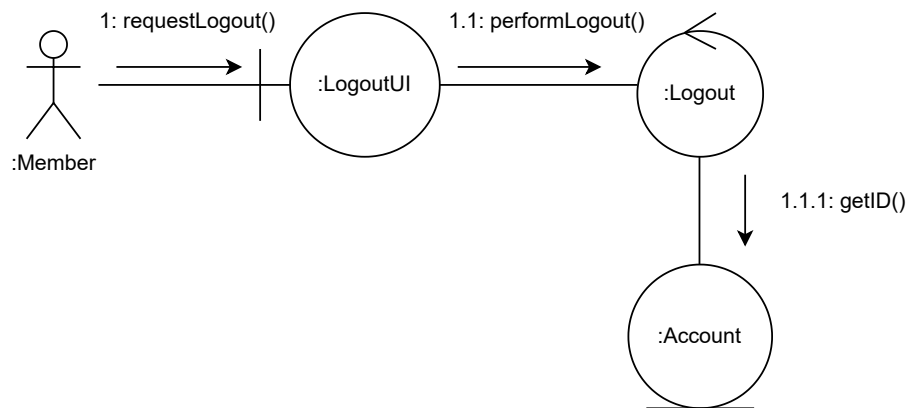 1: requestLogout()
1.1: performLogout()
:LogoutUI
:Logout
:Member
1.1.1: getID()
:Account